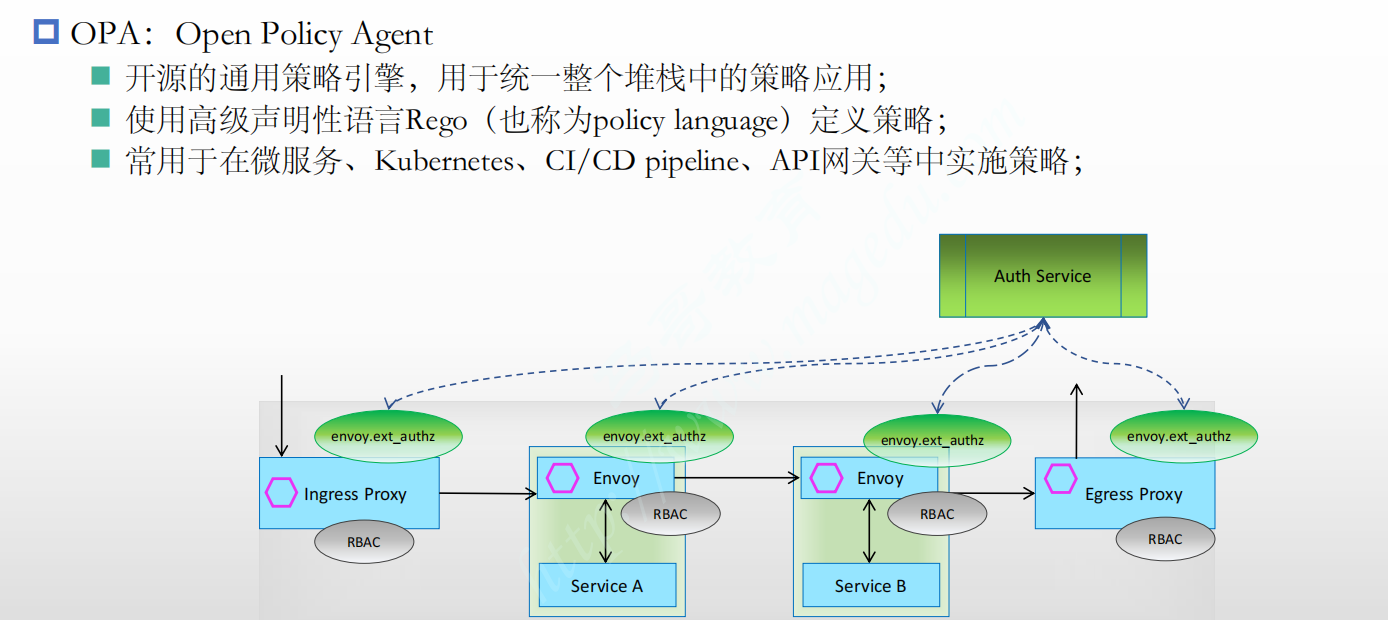 OPA：Open Policy Agent
开源的通用策略引擎，用于统一整个堆栈中的策略应用；
使用高级声明性语言Rego（也称为policy language）定义策略；
常用于在微服务、Kubernetes、CI/CD pipeline、API网关等中实施策略；
Auth Service
envoy.ext_authz
envoy.ext_authz
envoy.ext_authz
envoy.ext_authz
Ingress Proxy
Envoy
Envoy
Egress Proxy
RBAC
RBAC
RBAC
RBAC
Service A
Service B